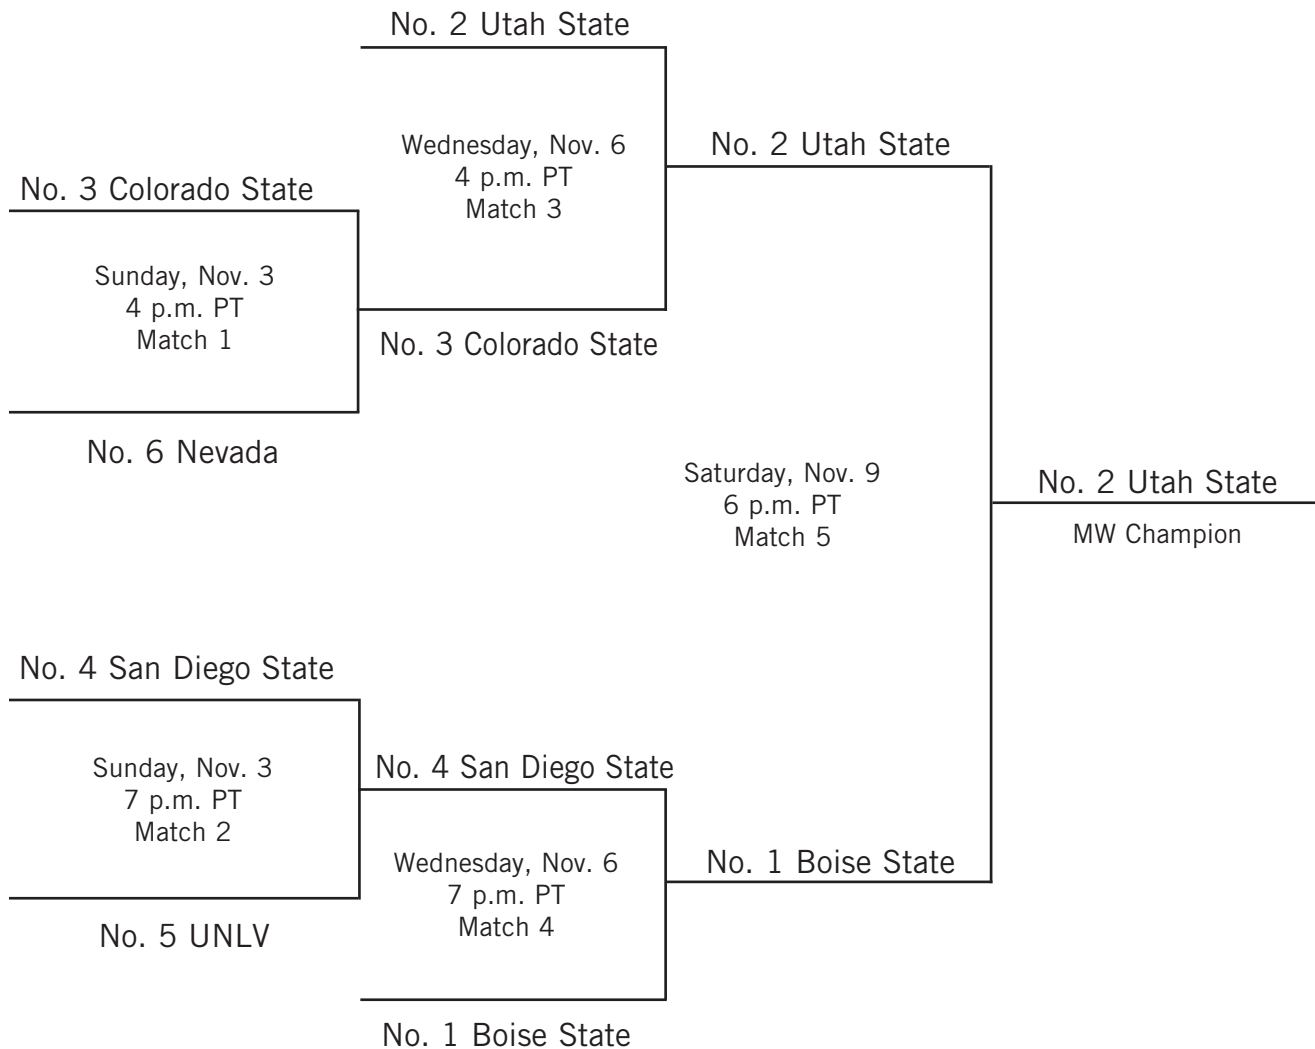 No. 2 Utah State
Wednesday, Nov. 6
4 p.m. PT
Match 3
No. 2 Utah State
No. 3 Colorado State
Sunday, Nov. 3
4 p.m. PT
Match 1
No. 3 Colorado State
No. 6 Nevada
Saturday, Nov. 9
6 p.m. PT
Match 5
No. 2 Utah State
MW Champion
No. 4 San Diego State
Sunday, Nov. 3
7 p.m. PT
Match 2
No. 4 San Diego State
Wednesday, Nov. 6
7 p.m. PT
Match 4
No. 1 Boise State
No. 5 UNLV
No. 1 Boise State